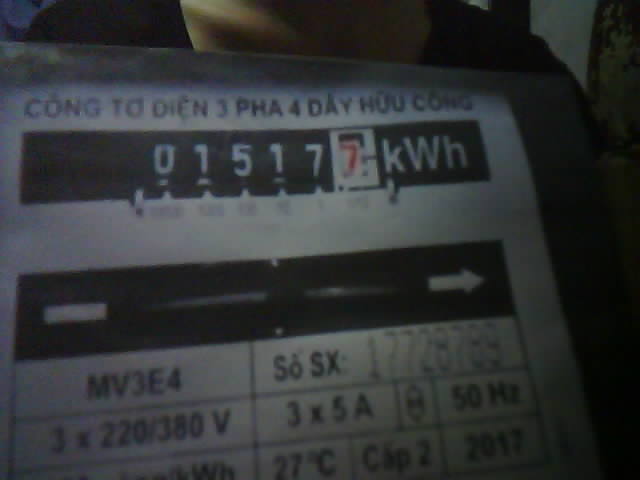 CÔNG TƠ ĐIỆN 3 PHA 4 DÂY HỮU CÔNG
0 1 5 1 7 7 kWh
MV3E4 Số SX: 17728789
3 x 220/380 V 3 x 5 A 50 Hz
27 °C Cấp 2 2017